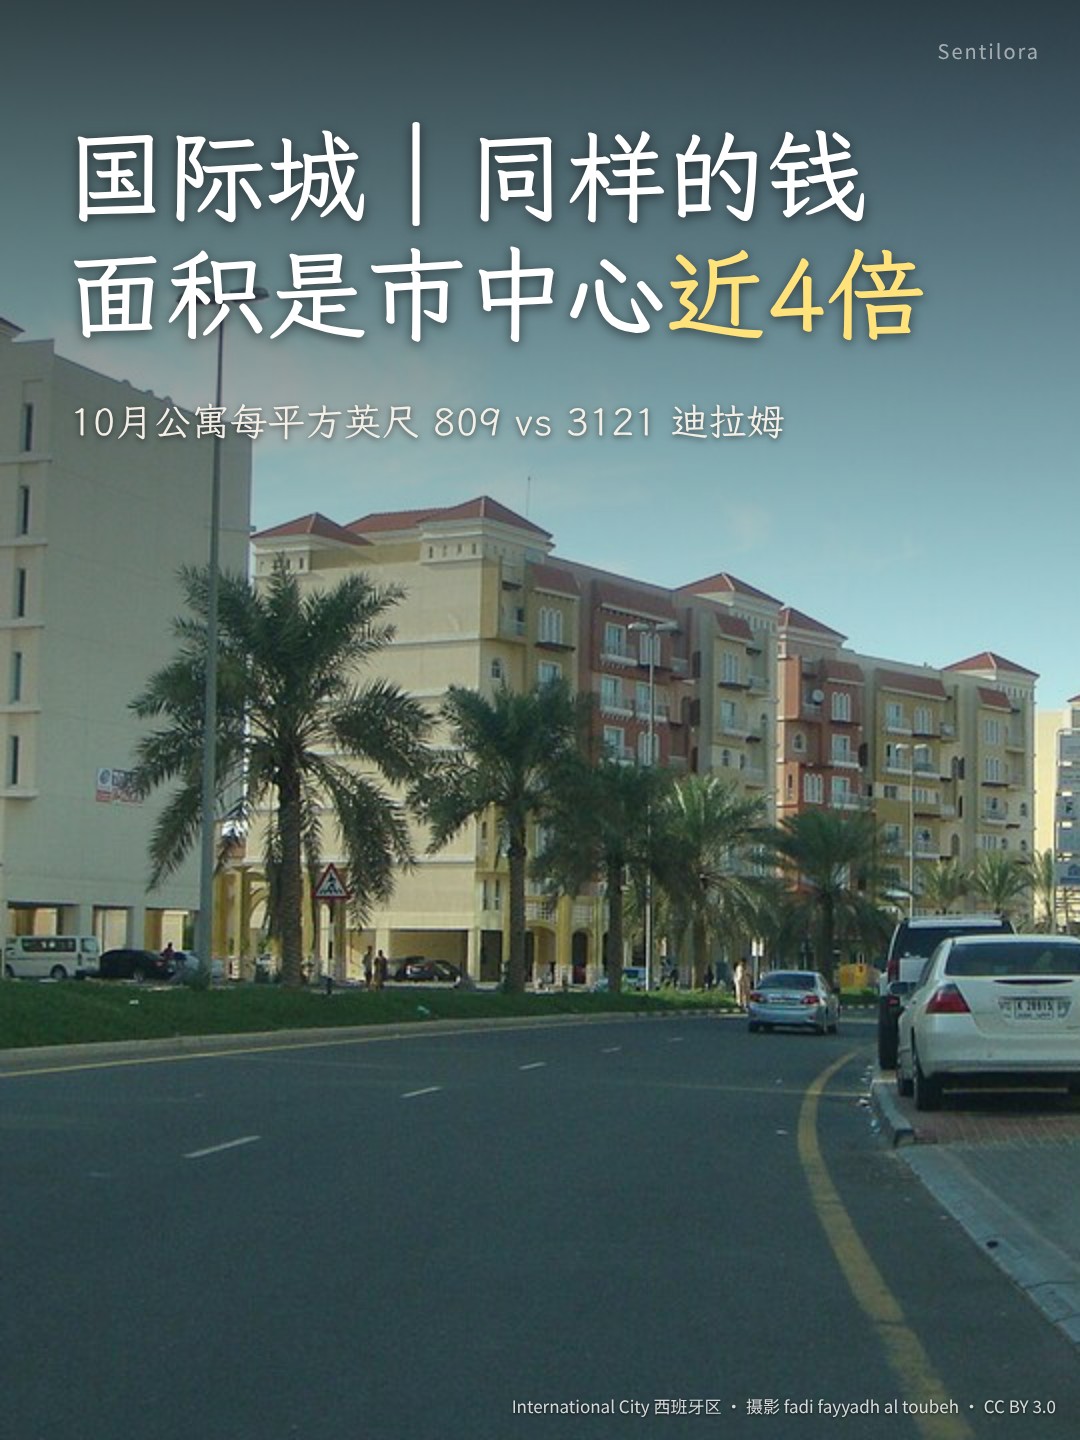 Sentilora
国际城｜同样的钱
面积是市中心近4倍
10月公寓每平方英尺 809 vs 3121 迪拉姆
International City 西班牙区 · 摄影 fadi fayyadh al toubeh · CC BY 3.0